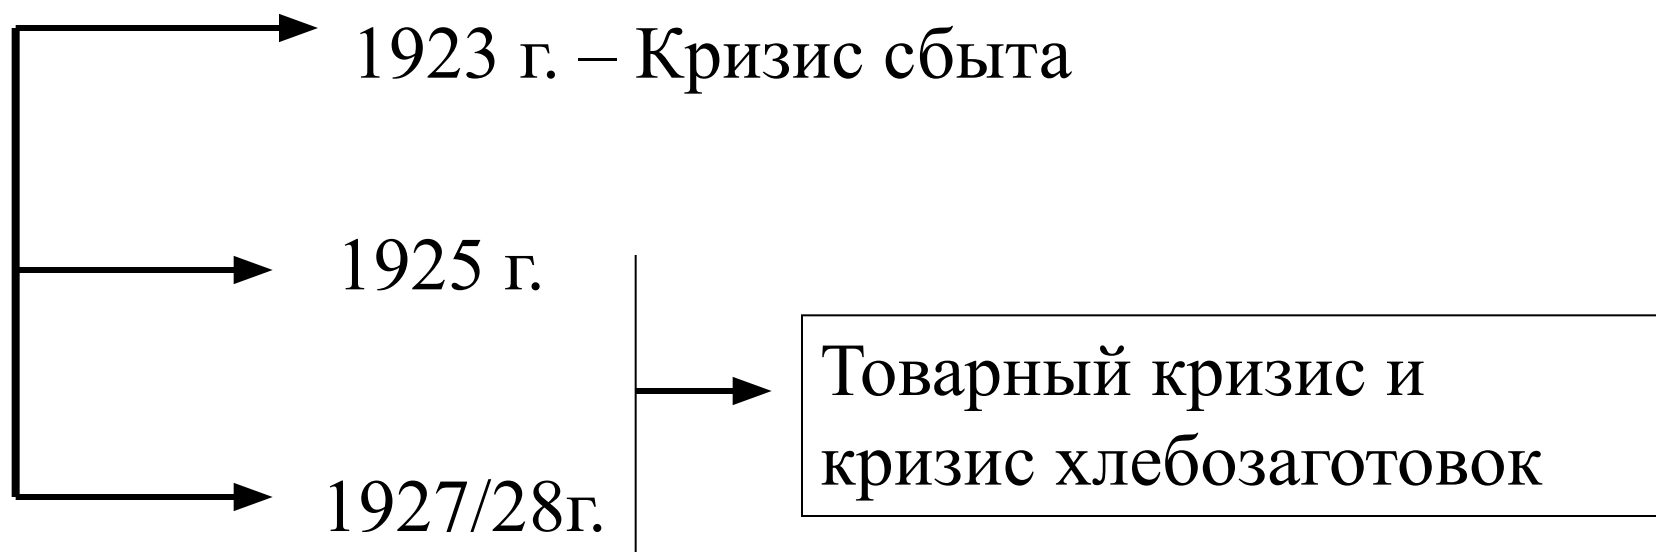 1923 г. – Кризис сбыта
1925 г.
Товарный кризис и
кризис хлебозаготовок
1927/28г.